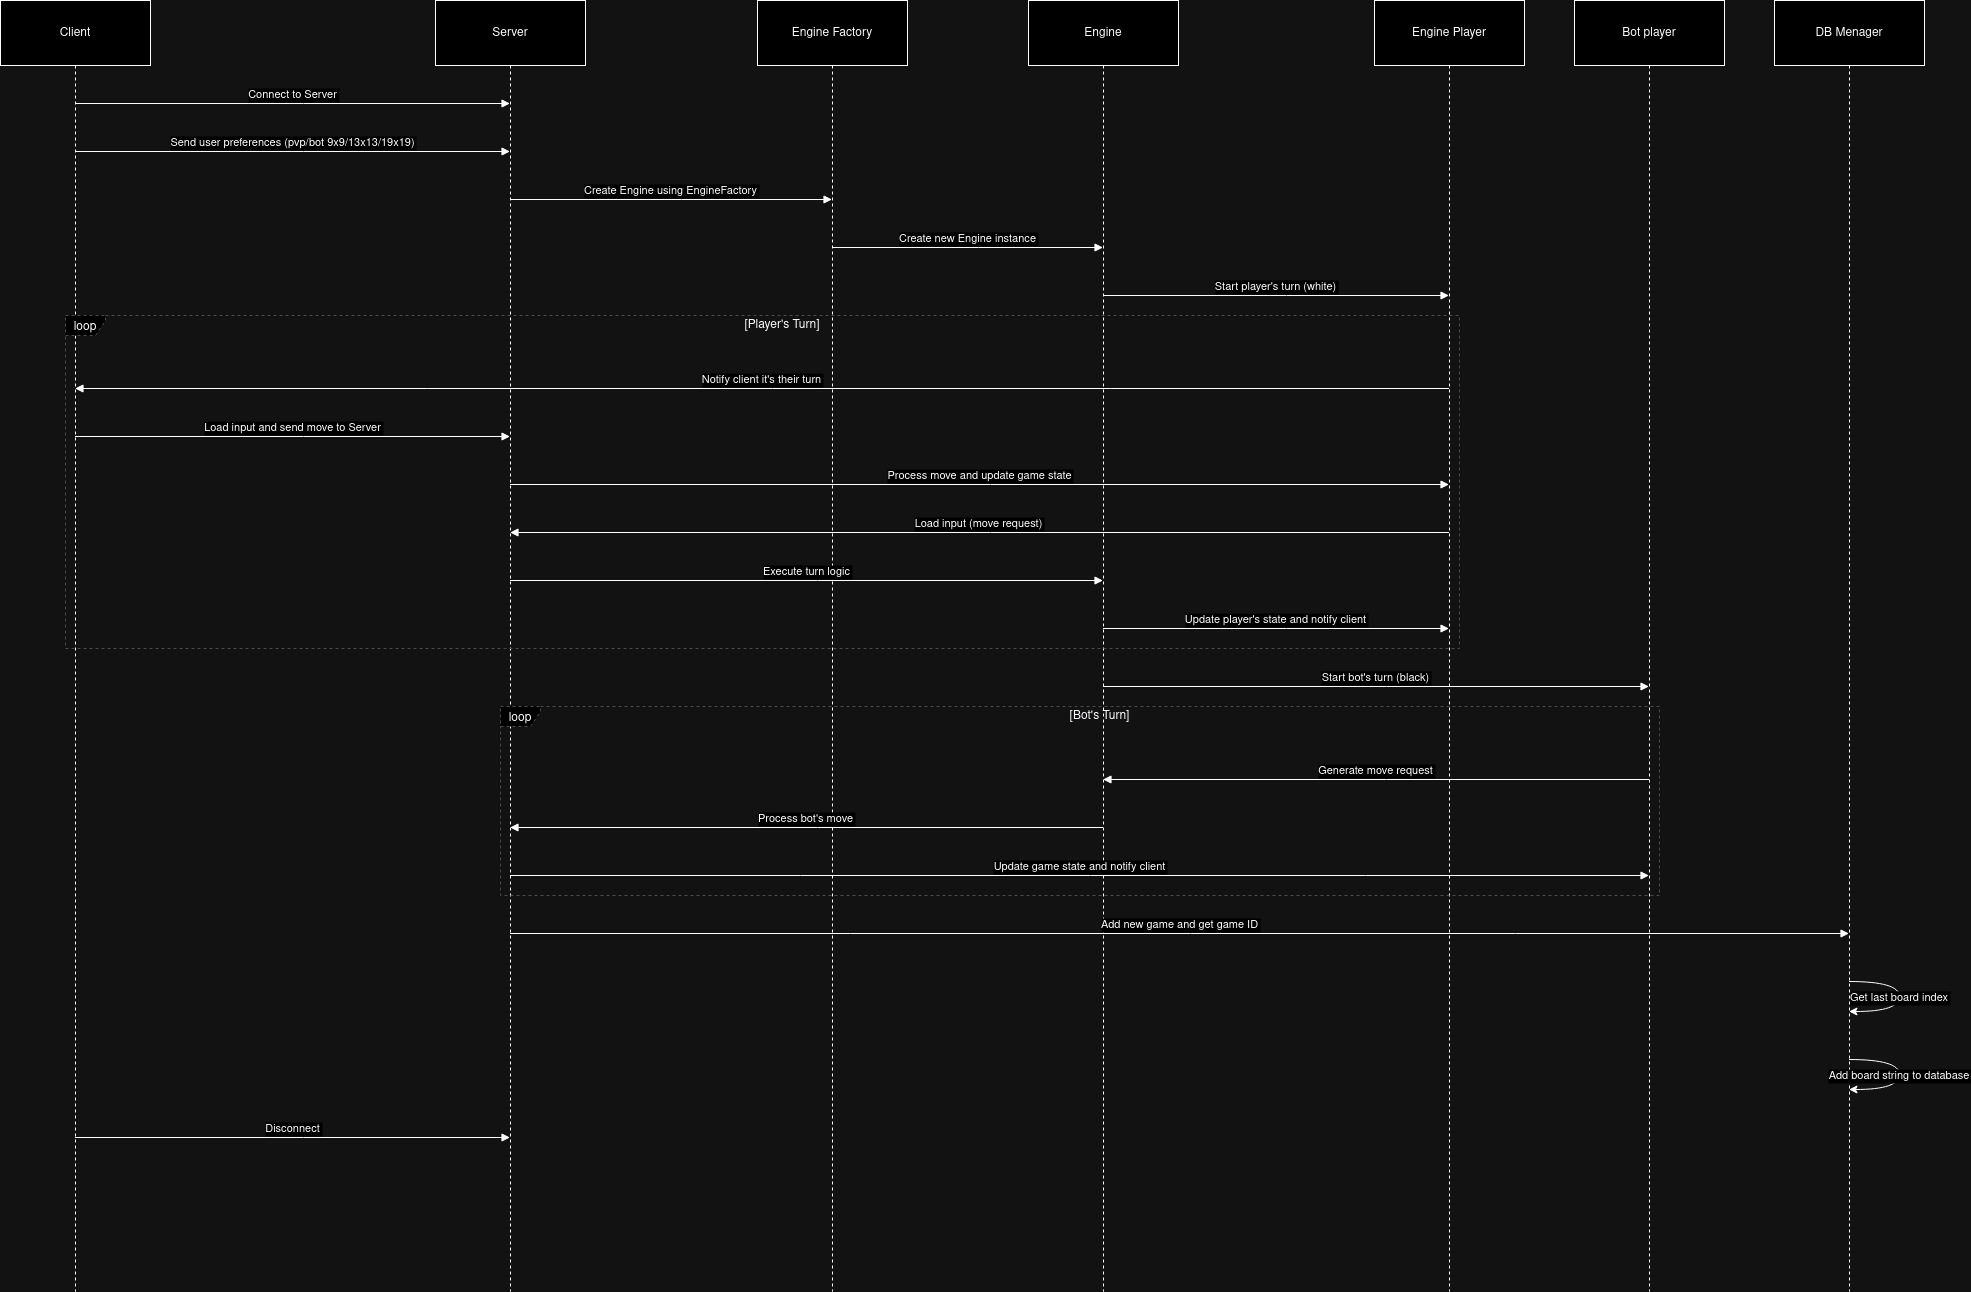 Client
Server
Engine Factory
Engine
Engine Player
Bot player
DB Menager
Connect to Server
Send user preferences (pvp/bot 9x9/13x13/19x19)
Create Engine using EngineFactory
Create new Engine instance
Start player's turn (white)
loop
[Player's Turn]
Notify client it's their turn
Load input and send move to Server
Process move and update game state
Load input (move request)
Execute turn logic
Update player's state and notify client
Start bot's turn (black)
loop
[Bot's Turn]
Generate move request
Process bot's move
Update game state and notify client
Add new game and get game ID
Get last board index
Add board string to database
Disconnect